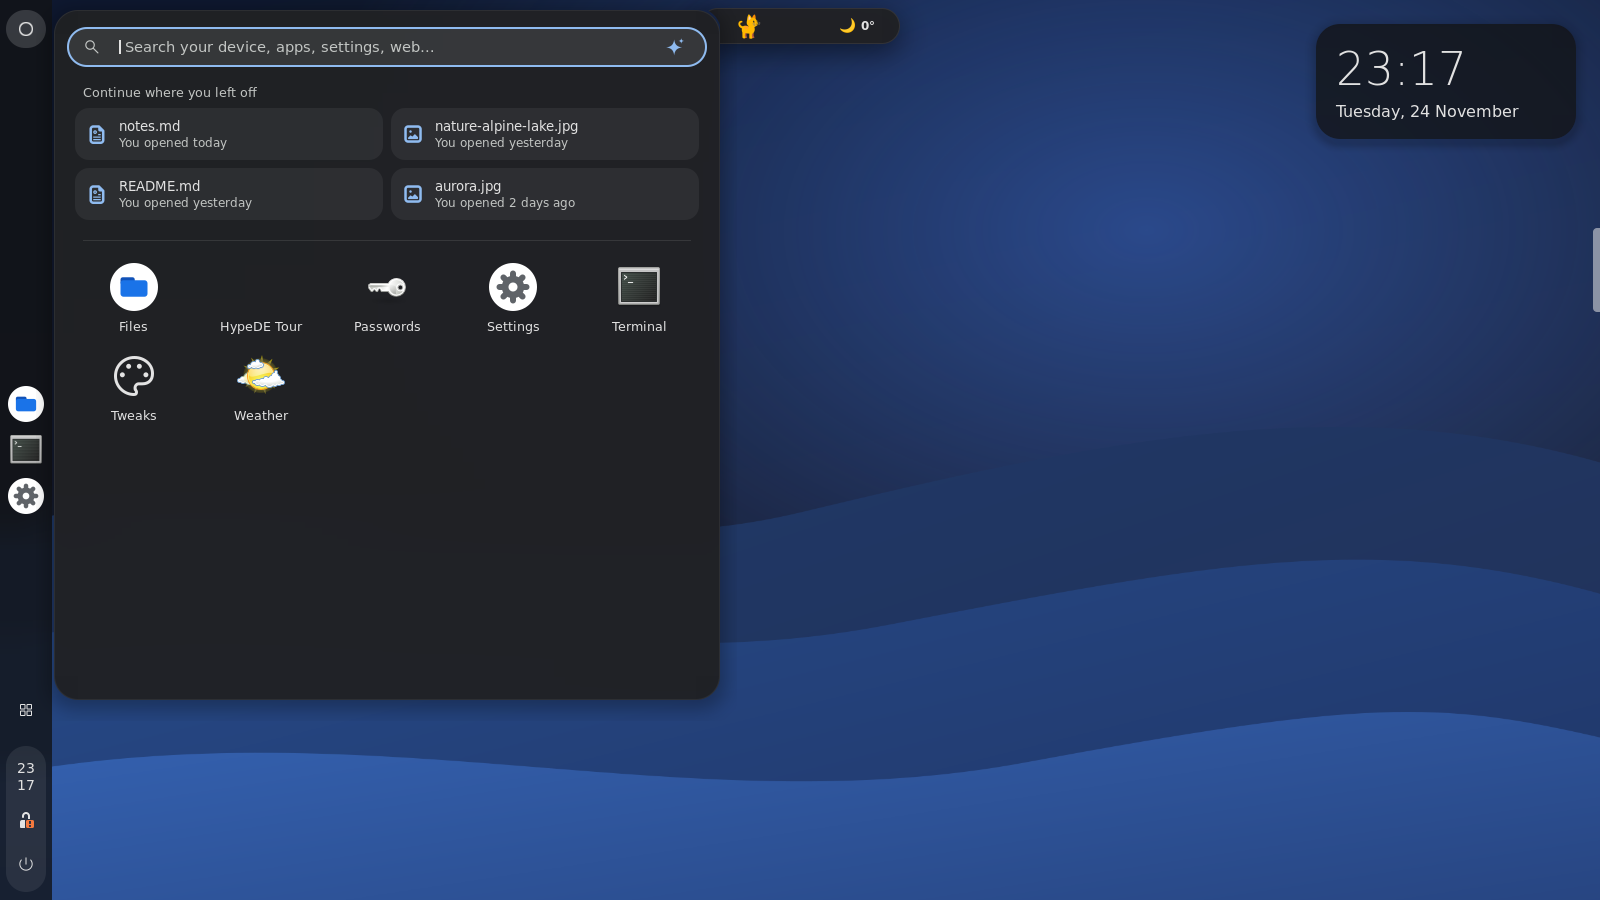 Search your device, apps, settings, web...
0°
23:17
Tuesday, 24 November
Continue where you left off
notes.md
You opened today
nature-alpine-lake.jpg
You opened yesterday
README.md
You opened yesterday
aurora.jpg
You opened 2 days ago
Files
HypeDE Tour
Passwords
Settings
Terminal
Tweaks
Weather
23
17